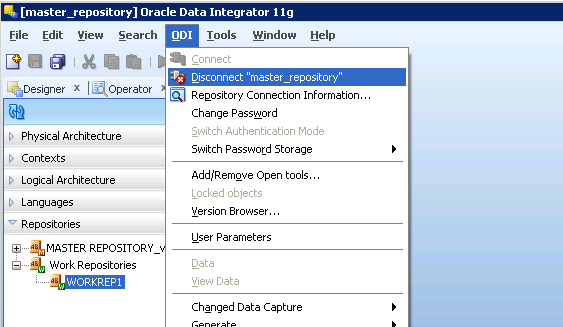 [master_repository] Oracle Data Integrator 11g
File Edit View Search ODI Tools Window Help
Connect
Disconnect "master_repository"
Repository Connection Information...
Change Password
Switch Authentication Mode
Switch Password Storage
Add/Remove Open tools...
Locked objects
Version Browser...
User Parameters
Data
View Data
Changed Data Capture
Generate
Designer x Operator
Physical Architecture
Contexts
Logical Architecture
Languages
Repositories
MASTER REPOSITORY_v
Work Repositories
WORKREP1